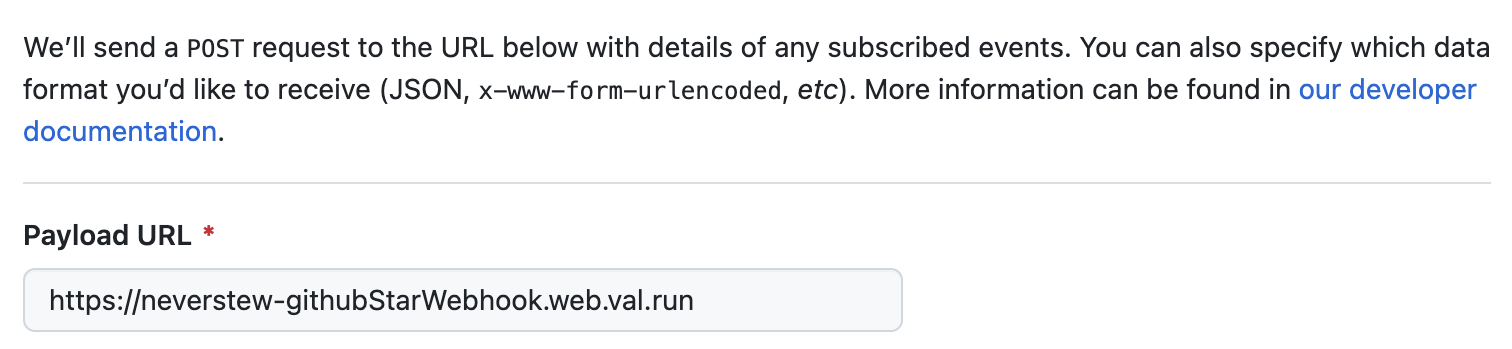 We’ll send a POST request to the URL below with details of any subscribed events. You can also specify which data
format you’d like to receive (JSON, x-www-form-urlencoded, etc). More information can be found in our developer
documentation.
Payload URL *
https://neverstew-githubStarWebhook.web.val.run